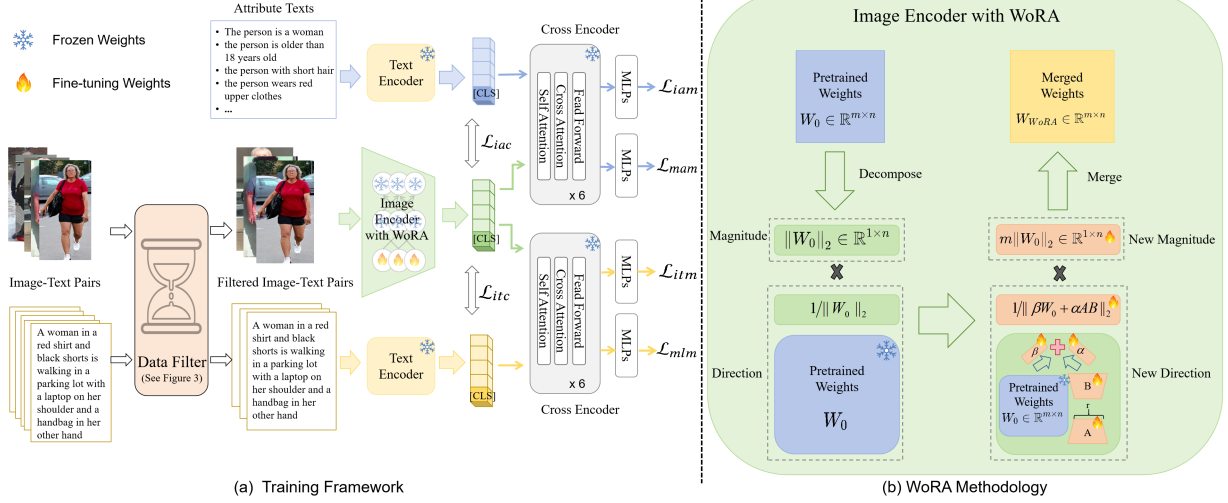 Frozen Weights
Fine-tuning Weights
Attribute Texts
• The person is a woman
• the person is older than
18 years old
• the person with short hair
• the person wears red
upper clothes
• ...
Text
Encoder
[CLS]
Cross Encoder
Self Attention
Cross Attention
Fead Forward
x 6
MLPs
MLPs
ℒiam
ℒmam
ℒiac
Image-Text Pairs
A woman in a
red shirt and
black shorts is
walking in a
parking lot with
a laptop on
her shoulder and a
handbag in her
other hand
Data Filter
(See Figure 3)
Filtered Image-Text Pairs
A woman in a red
shirt and black
shorts is walking
in a parking lot
with a laptop on
her shoulder and
a handbag in her
other hand
Image
Encoder
with WoRA
[CLS]
ℒitc
Text
Encoder
[CLS]
Self Attention
Cross Attention
Fead Forward
x 6
Cross Encoder
MLPs
MLPs
ℒitm
ℒmlm
(a) Training Framework
Image Encoder with WoRA
Pretrained
Weights
W₀ ∈ ℝ^{m×n}
Merged
Weights
W_{WoRA} ∈ ℝ^{m×n}
Decompose
Merge
Magnitude
‖W₀‖₂ ∈ ℝ^{1×n}
m‖W₀‖₂ ∈ ℝ^{1×n}
New Magnitude
1/‖ W₀ ‖₂
1/‖ βW₀ + αAB ‖₂
Direction
Pretrained
Weights
W₀
β
α
Pretrained
Weights
W₀ ∈ ℝ^{m×n}
B
r
A
New Direction
(b) WoRA Methodology